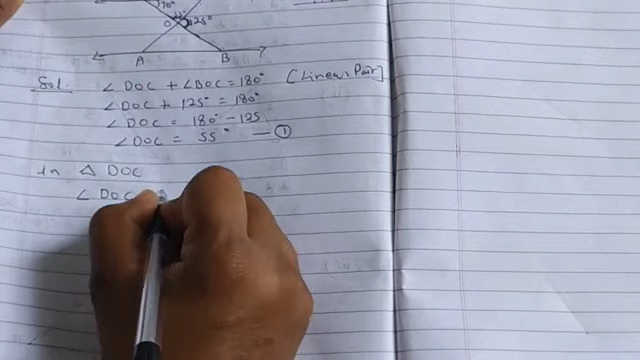 70°
O 125°
A B
Sol. ∠DOC + ∠BOC = 180° [Linear Pair]
∠DOC + 125° = 180°
∠DOC = 180° - 125
∠DOC = 55° — ①
in △ DOC
∠DOC